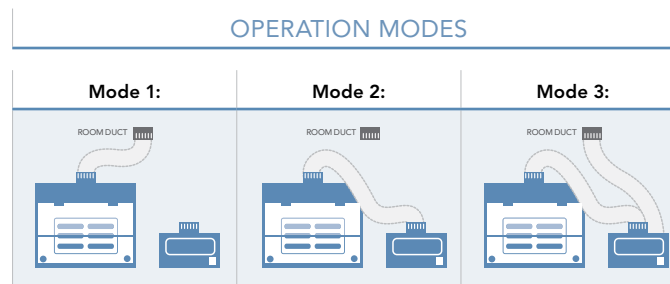 OPERATION MODES
Mode 1:
Mode 2:
Mode 3:
ROOM DUCT
ROOM DUCT
ROOM DUCT